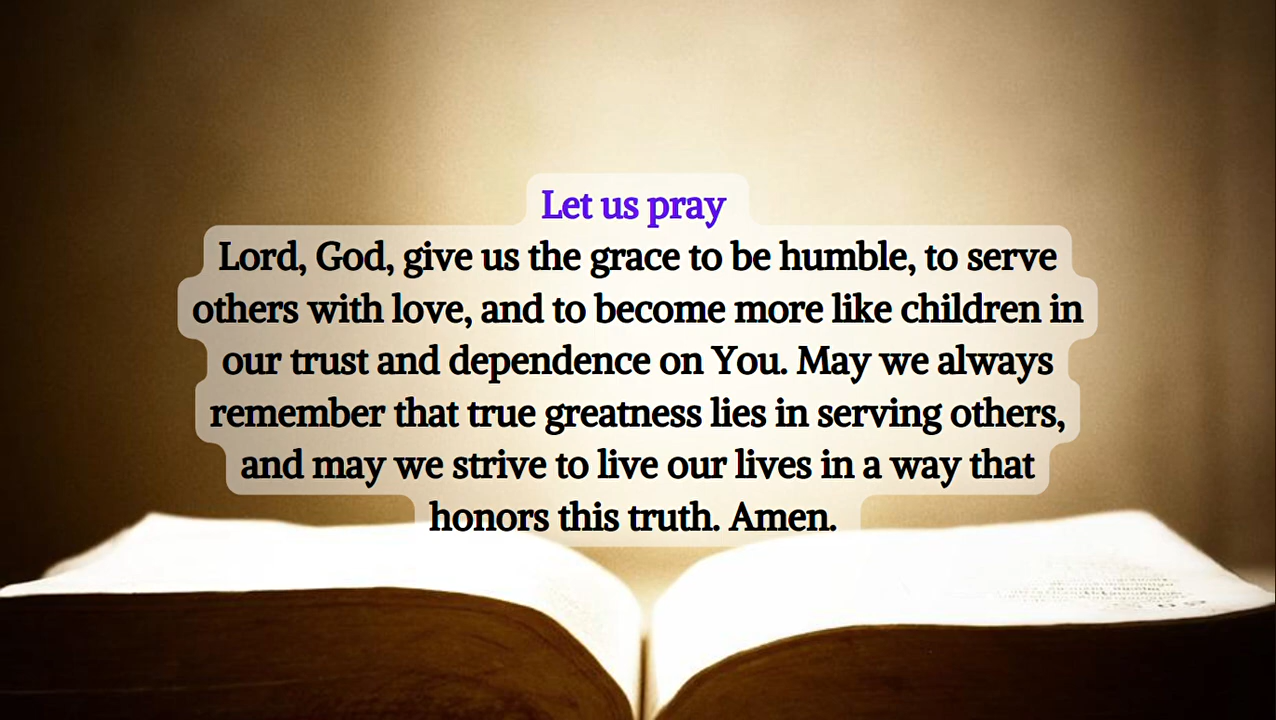 Let us pray
Lord, God, give us the grace to be humble, to serve
others with love, and to become more like children in
our trust and dependence on You. May we always
remember that true greatness lies in serving others,
and may we strive to live our lives in a way that
honors this truth. Amen.